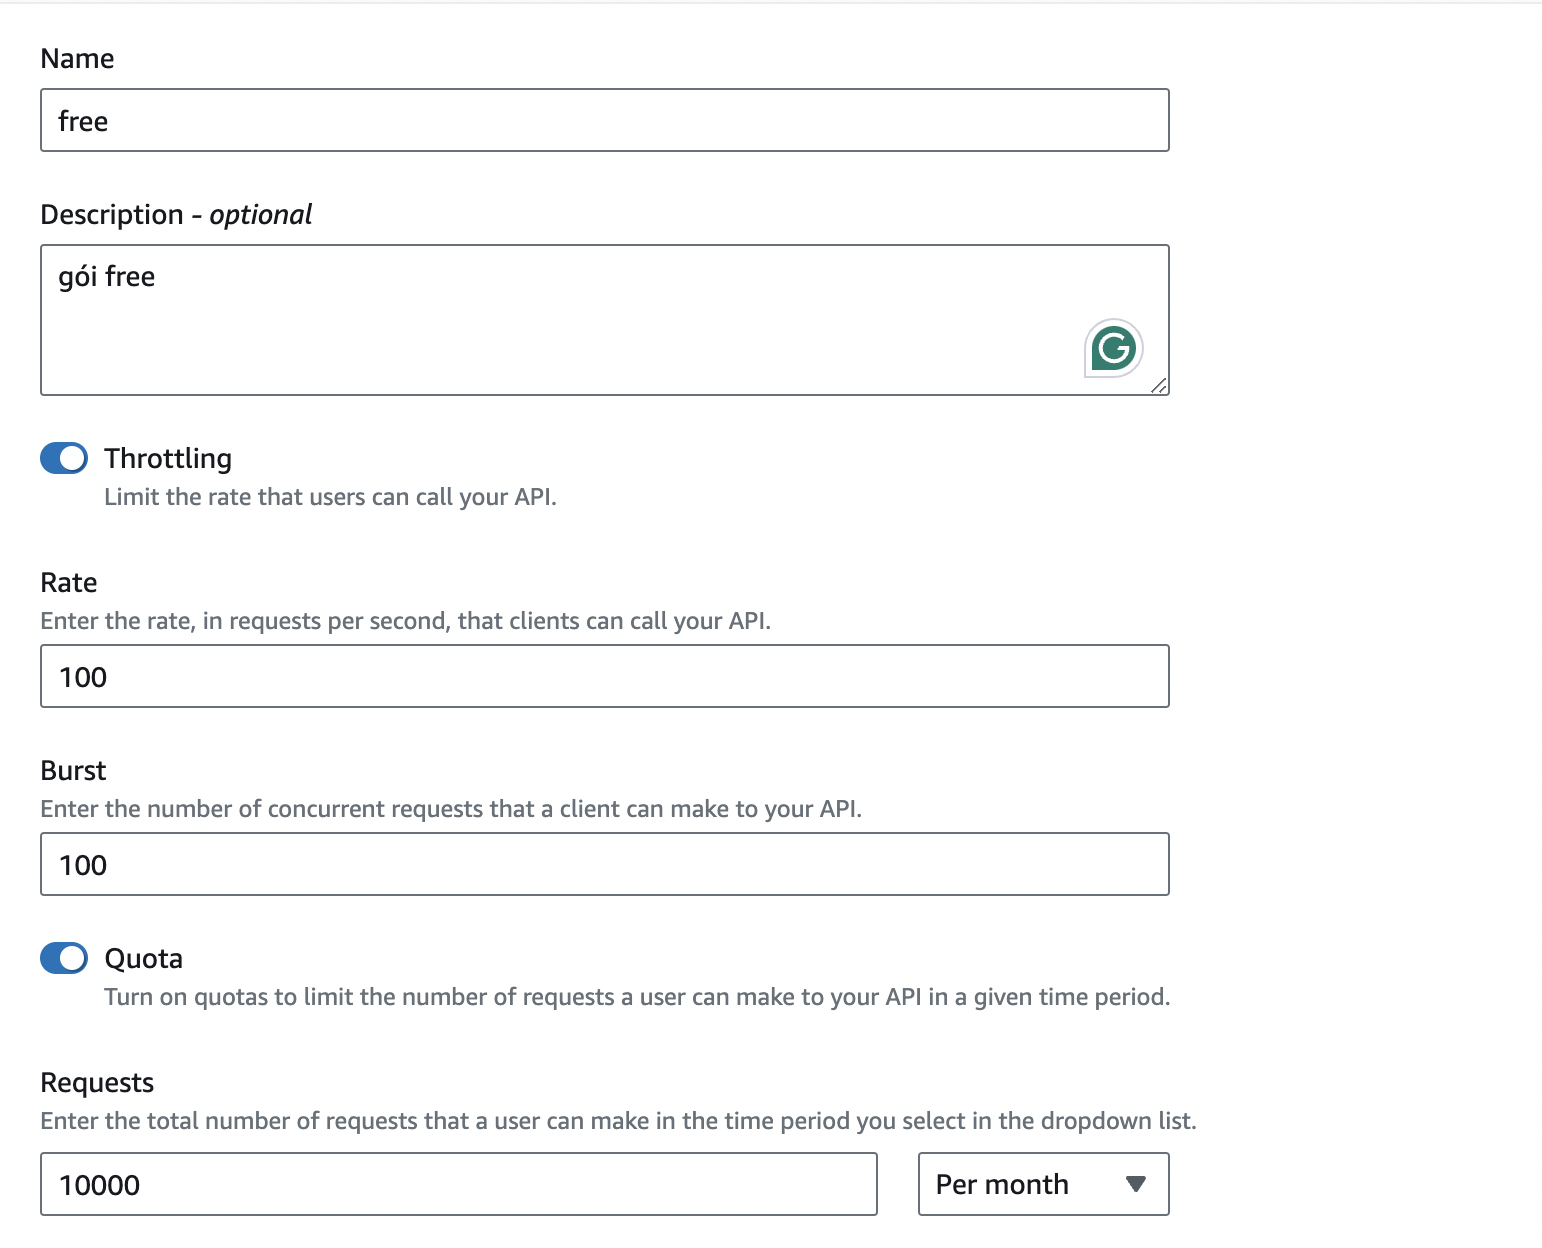 Name
free
Description - optional
gói free
Throttling
Limit the rate that users can call your API.
Rate
Enter the rate, in requests per second, that clients can call your API.
100
Burst
Enter the number of concurrent requests that a client can make to your API.
100
Quota
Turn on quotas to limit the number of requests a user can make to your API in a given time period.
Requests
Enter the total number of requests that a user can make in the time period you select in the dropdown list.
10000
Per month